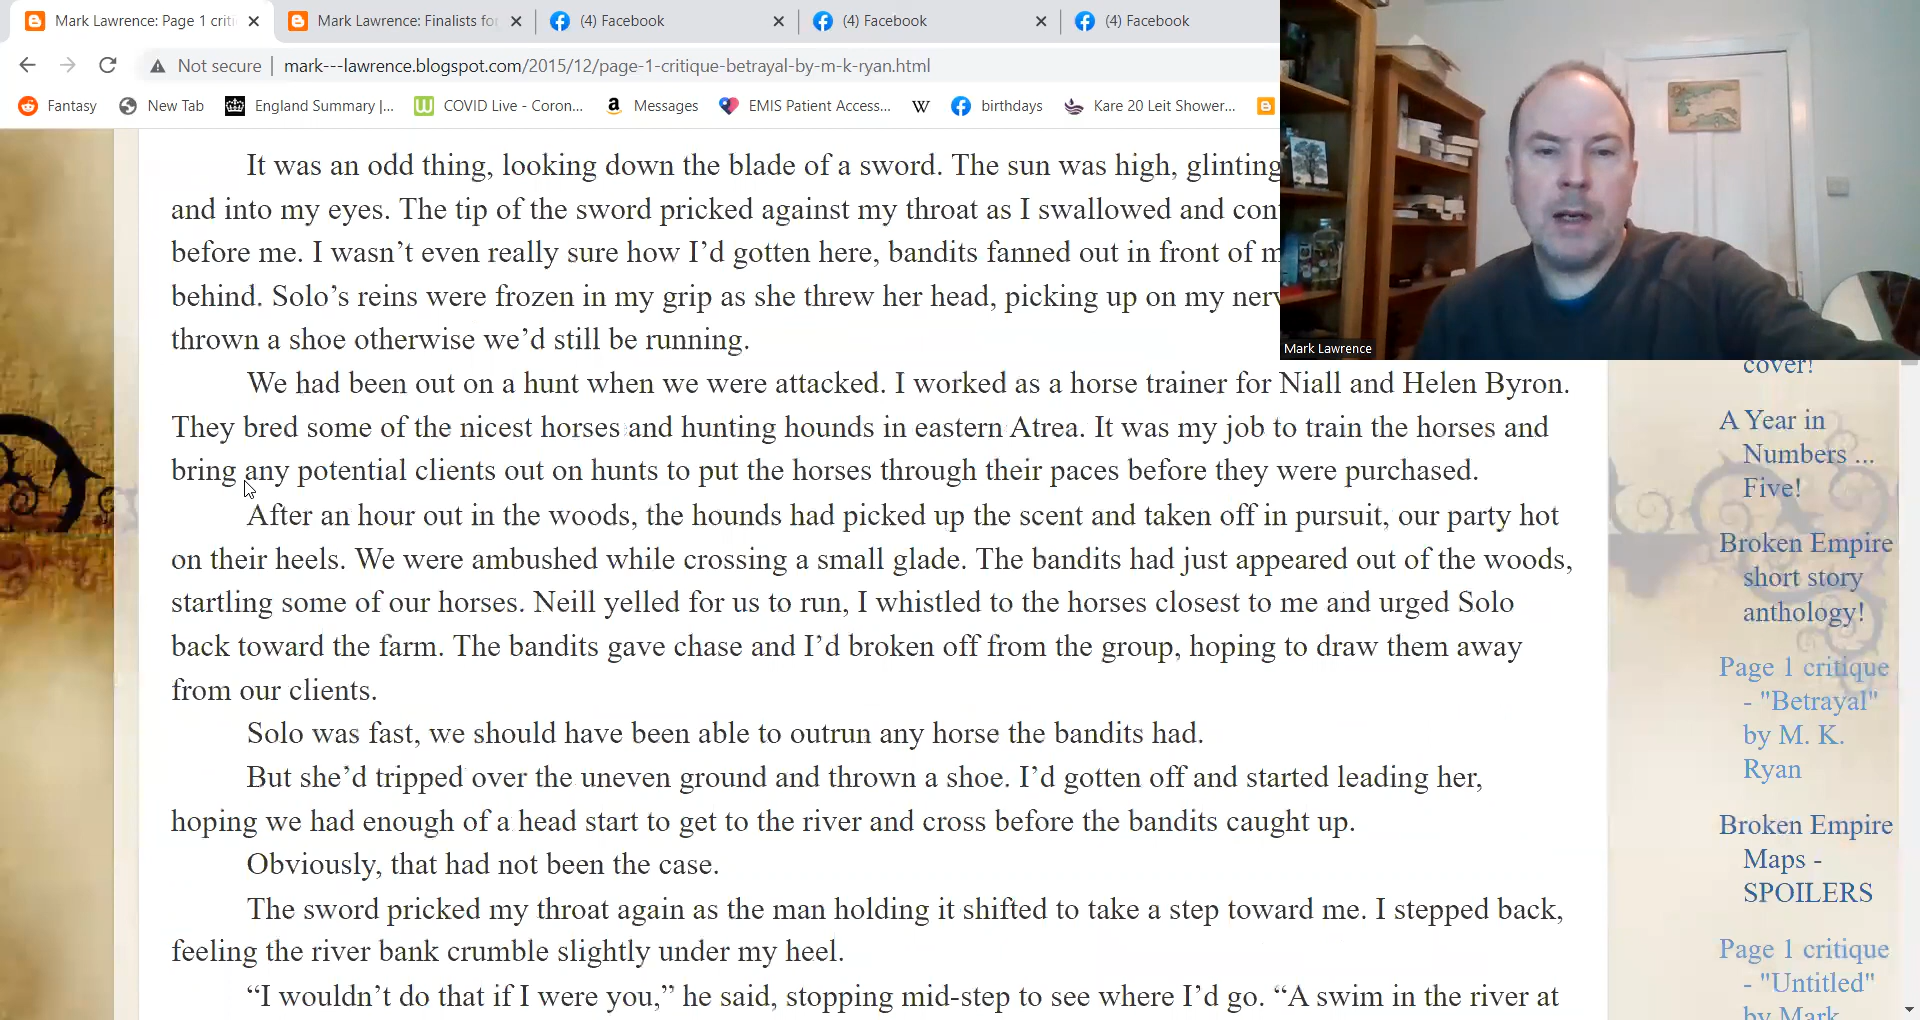 Mark Lawrence: Page 1 criti
Mark Lawrence: Finalists fo
(4) Facebook
(4) Facebook
(4) Facebook
Not secure
mark---lawrence.blogspot.com/2015/12/page-1-critique-betrayal-by-m-k-ryan.html
Fantasy
New Tab
England Summary |...
COVID Live - Coron...
Messages
EMIS Patient Access...
W
birthdays
Kare 20 Leit Shower...
It was an odd thing, looking down the blade of a sword. The sun was high, glinting
and into my eyes. The tip of the sword pricked against my throat as I swallowed and con
before me. I wasn’t even really sure how I’d gotten here, bandits fanned out in front of m
behind. Solo’s reins were frozen in my grip as she threw her head, picking up on my nerv
thrown a shoe otherwise we’d still be running.
We had been out on a hunt when we were attacked. I worked as a horse trainer for Niall and Helen Byron.
They bred some of the nicest horses and hunting hounds in eastern Atrea. It was my job to train the horses and
bring any potential clients out on hunts to put the horses through their paces before they were purchased.
After an hour out in the woods, the hounds had picked up the scent and taken off in pursuit, our party hot
on their heels. We were ambushed while crossing a small glade. The bandits had just appeared out of the woods,
startling some of our horses. Neill yelled for us to run, I whistled to the horses closest to me and urged Solo
back toward the farm. The bandits gave chase and I’d broken off from the group, hoping to draw them away
from our clients.
Solo was fast, we should have been able to outrun any horse the bandits had.
But she’d tripped over the uneven ground and thrown a shoe. I’d gotten off and started leading her,
hoping we had enough of a head start to get to the river and cross before the bandits caught up.
Obviously, that had not been the case.
The sword pricked my throat again as the man holding it shifted to take a step toward me. I stepped back,
feeling the river bank crumble slightly under my heel.
“I wouldn’t do that if I were you,” he said, stopping mid-step to see where I’d go. “A swim in the river at
Mark Lawrence
cover!
A Year in
Numbers ...
Five!
Broken Empire
short story
anthology!
Page 1 critique
- "Betrayal"
by M. K.
Ryan
Broken Empire
Maps -
SPOILERS
Page 1 critique
- "Untitled"
by Mark